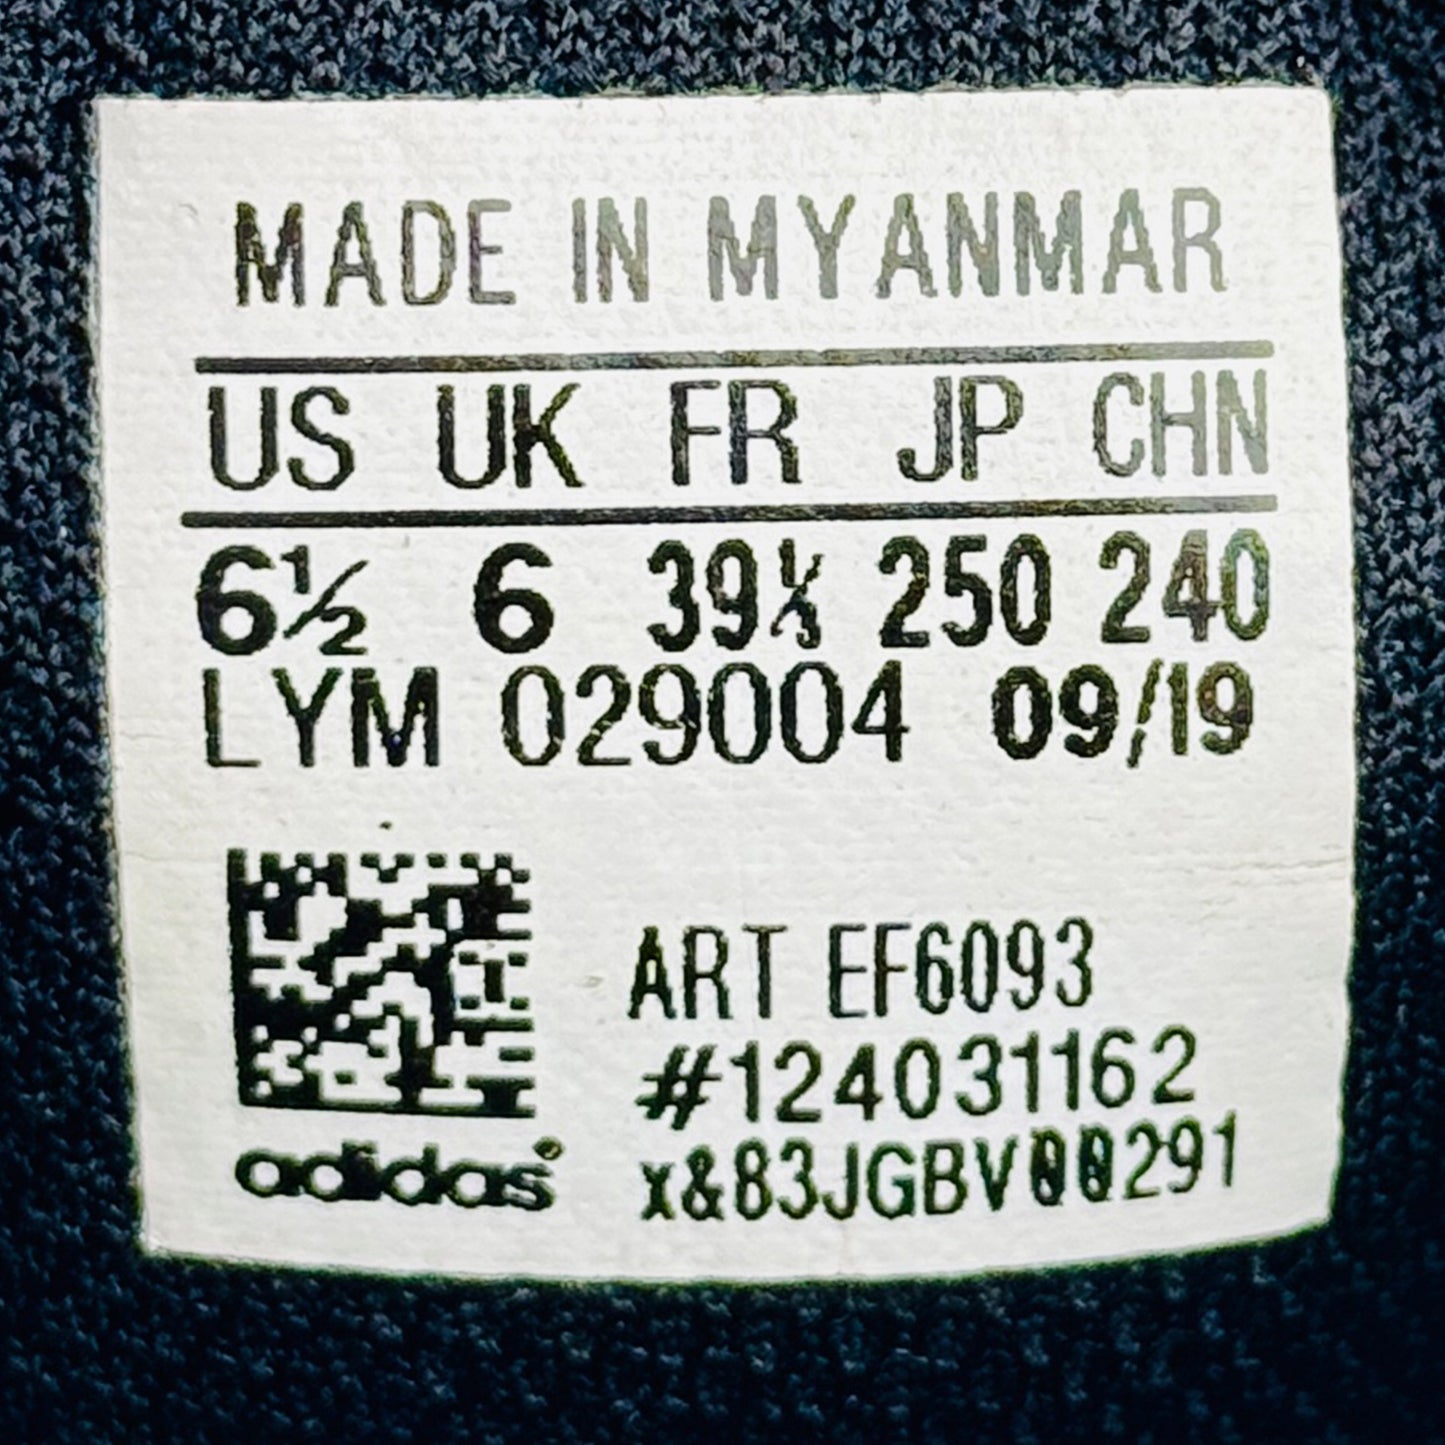 MADE IN MYANMAR
US UK FR JP CHN
6½ 6 39⅓ 250 240
LYM 029004 09/19
ART EF6093
#124031162
adidas® x&83JGBV00291